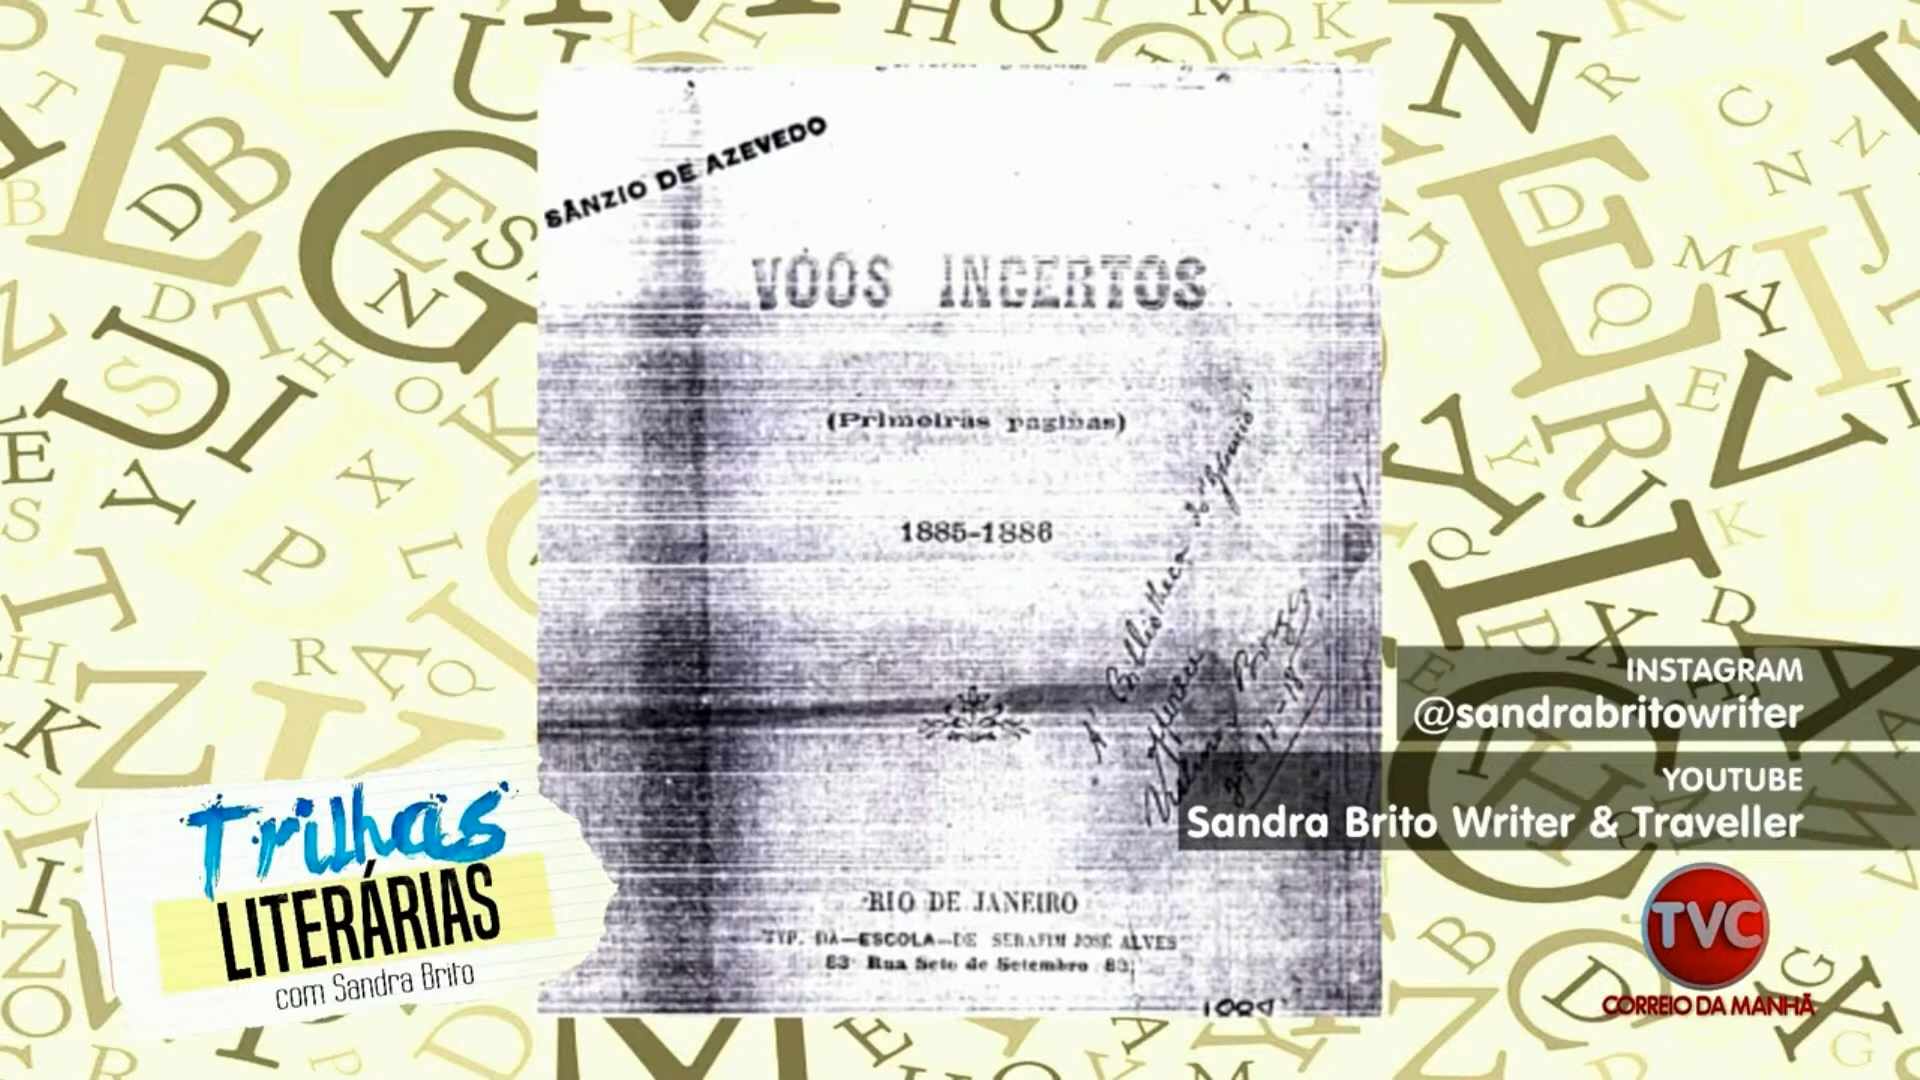 SÂNZIO DE AZEVEDO
VÓOS INCERTOS
(Primeiras paginas)
1885-1886
RIO DE JANEIRO
TYP. DA—ESCOLA—DE SERAFIM JOSÉ ALVES
83 Rua Sete de Setembro 83
INSTAGRAM
@sandrabritowriter
YOUTUBE
Sandra Brito Writer & Traveller
Trilhas
LITERÁRIAS
com Sandra Brito
TVC
CORREIO DA MANHÃ